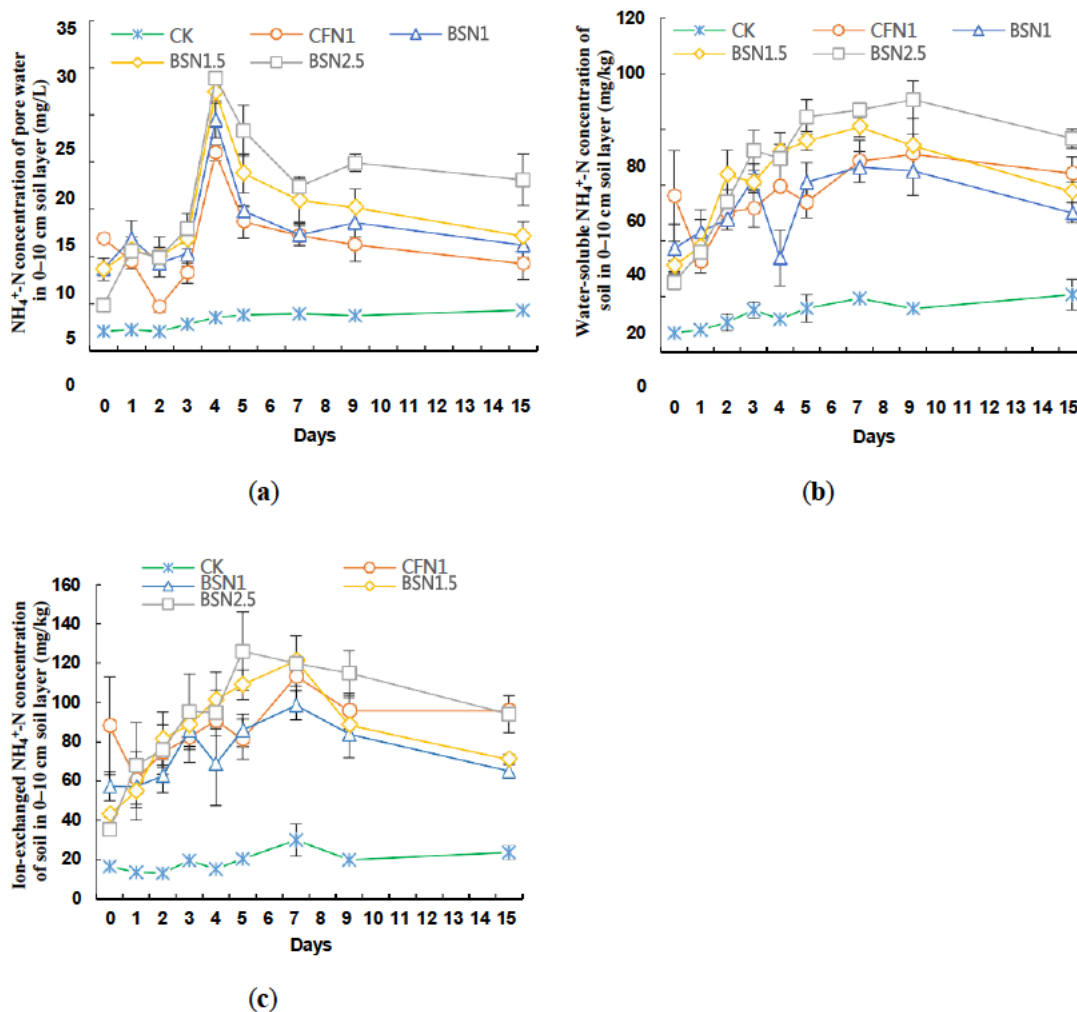 CK CFN1 BSN1
BSN1.5 BSN2.5
NH₄⁺-N concentration of pore water
in 0–10 cm soil layer (mg/L)
35
30
25
20
15
10
5
0
0 1 2 3 4 5 6 7 8 9 10 11 12 13 14 15
Days
(a)
CK CFN1 BSN1
BSN1.5 BSN2.5
Water-soluble NH₄⁺-N concentration of
soil in 0–10 cm soil layer (mg/kg)
120
100
80
60
40
20
0
0 1 2 3 4 5 6 7 8 9 10 11 12 13 14 15
Days
(b)
CK CFN1
BSN1 BSN1.5
BSN2.5
Ion-exchanged NH₄⁺-N concentration
of soil in 0–10 cm soil layer (mg/kg)
160
140
120
100
80
60
40
20
0
0 1 2 3 4 5 6 7 8 9 10 11 12 13 14 15
Days
(c)